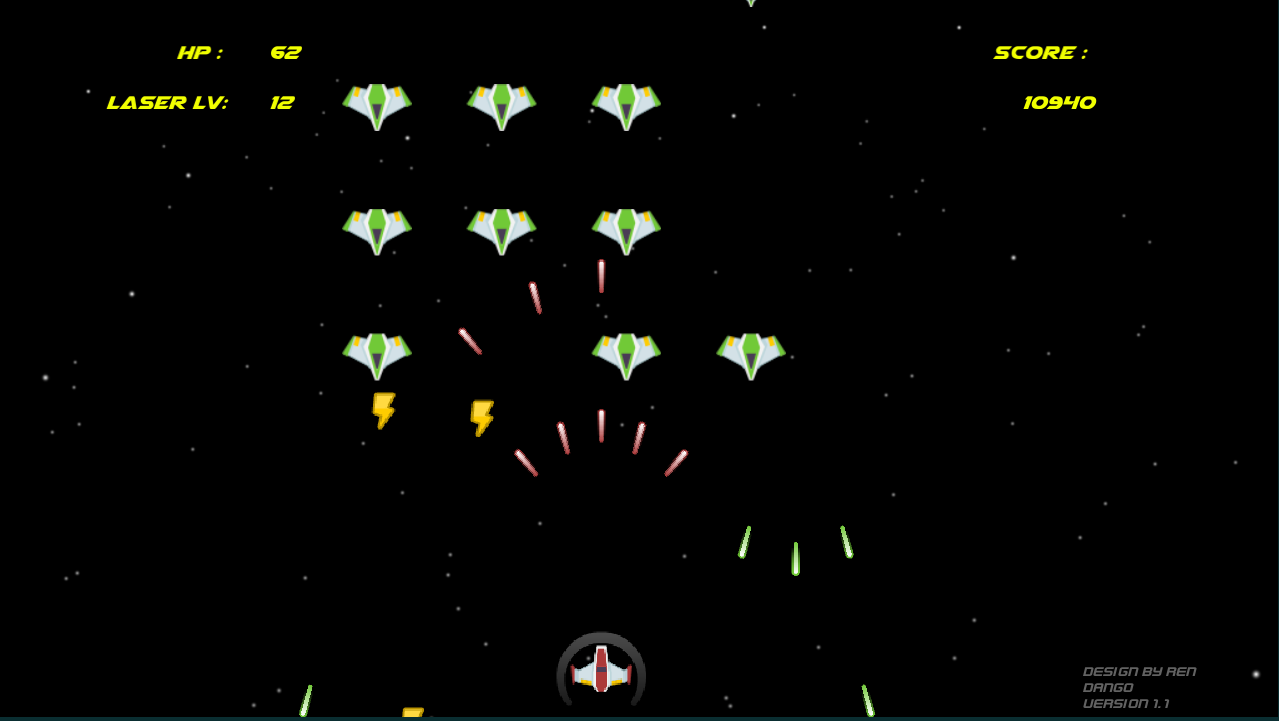 HP : 62
SCORE :
LASER LV: 12
10940
DESIGN BY REN
DANGO
VERSION 1.1